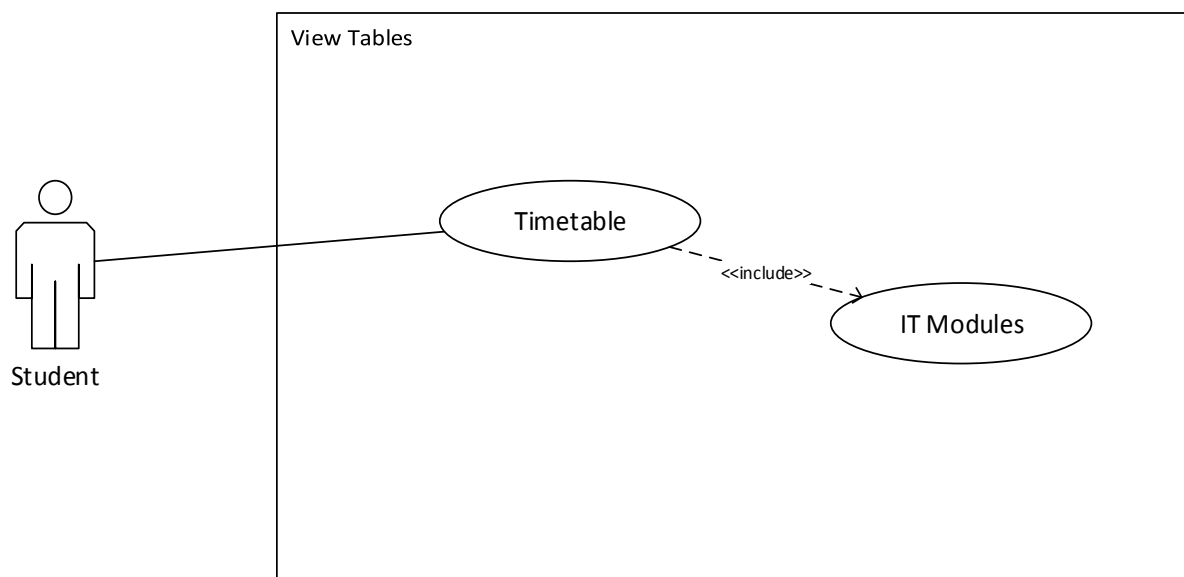 View Tables
Timetable
<<include>>
IT Modules
Student